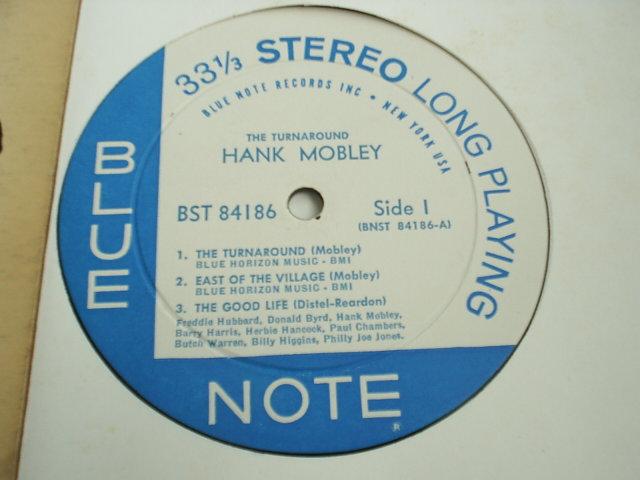 33 1/3 STEREO LONG PLAYING
BLUE NOTE RECORDS INC • NEW YORK USA
THE TURNAROUND
HANK MOBLEY
BST 84186
Side 1
(BNST 84186-A)
1. THE TURNAROUND (Mobley)
BLUE HORIZON MUSIC - BMI
2. EAST OF THE VILLAGE (Mobley)
BLUE HORIZON MUSIC - BMI
3. THE GOOD LIFE (Distel-Reardon)
Freddie Hubbard, Donald Byrd, Hank Mobley,
Barry Harris, Herbie Hancock, Paul Chambers,
Butch Warren, Billy Higgins, Philly Joe Jones.
BLUE
NOTE ®